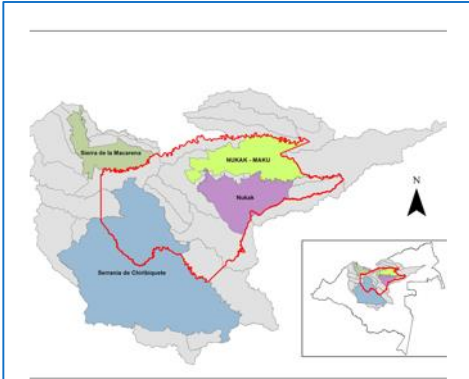 N
NUKAK - MAKU
Sierra de la Macarena
Nukak
Serranía de Chiribiquete